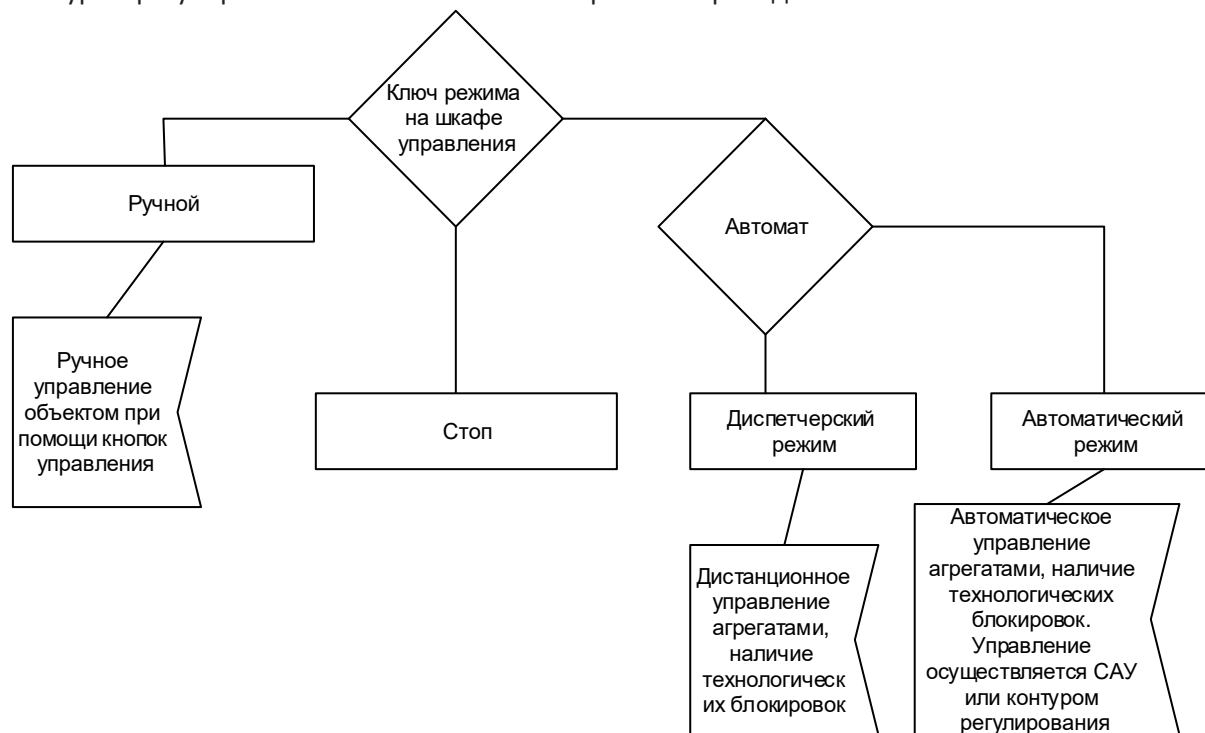 Ключ режима
на шкафе
управления
Ручной
Автомат
Ручное
управление
объектом при
помощи кнопок
управления
Стоп
Диспетчерский
режим
Автоматический
режим
Дистанционное
управление
агрегатами,
наличие
технологическ
их блокировок
Автоматическое
управление
агрегатами, наличие
технологических
блокировок.
Управление
осуществляется САУ
или контуром
регулирования